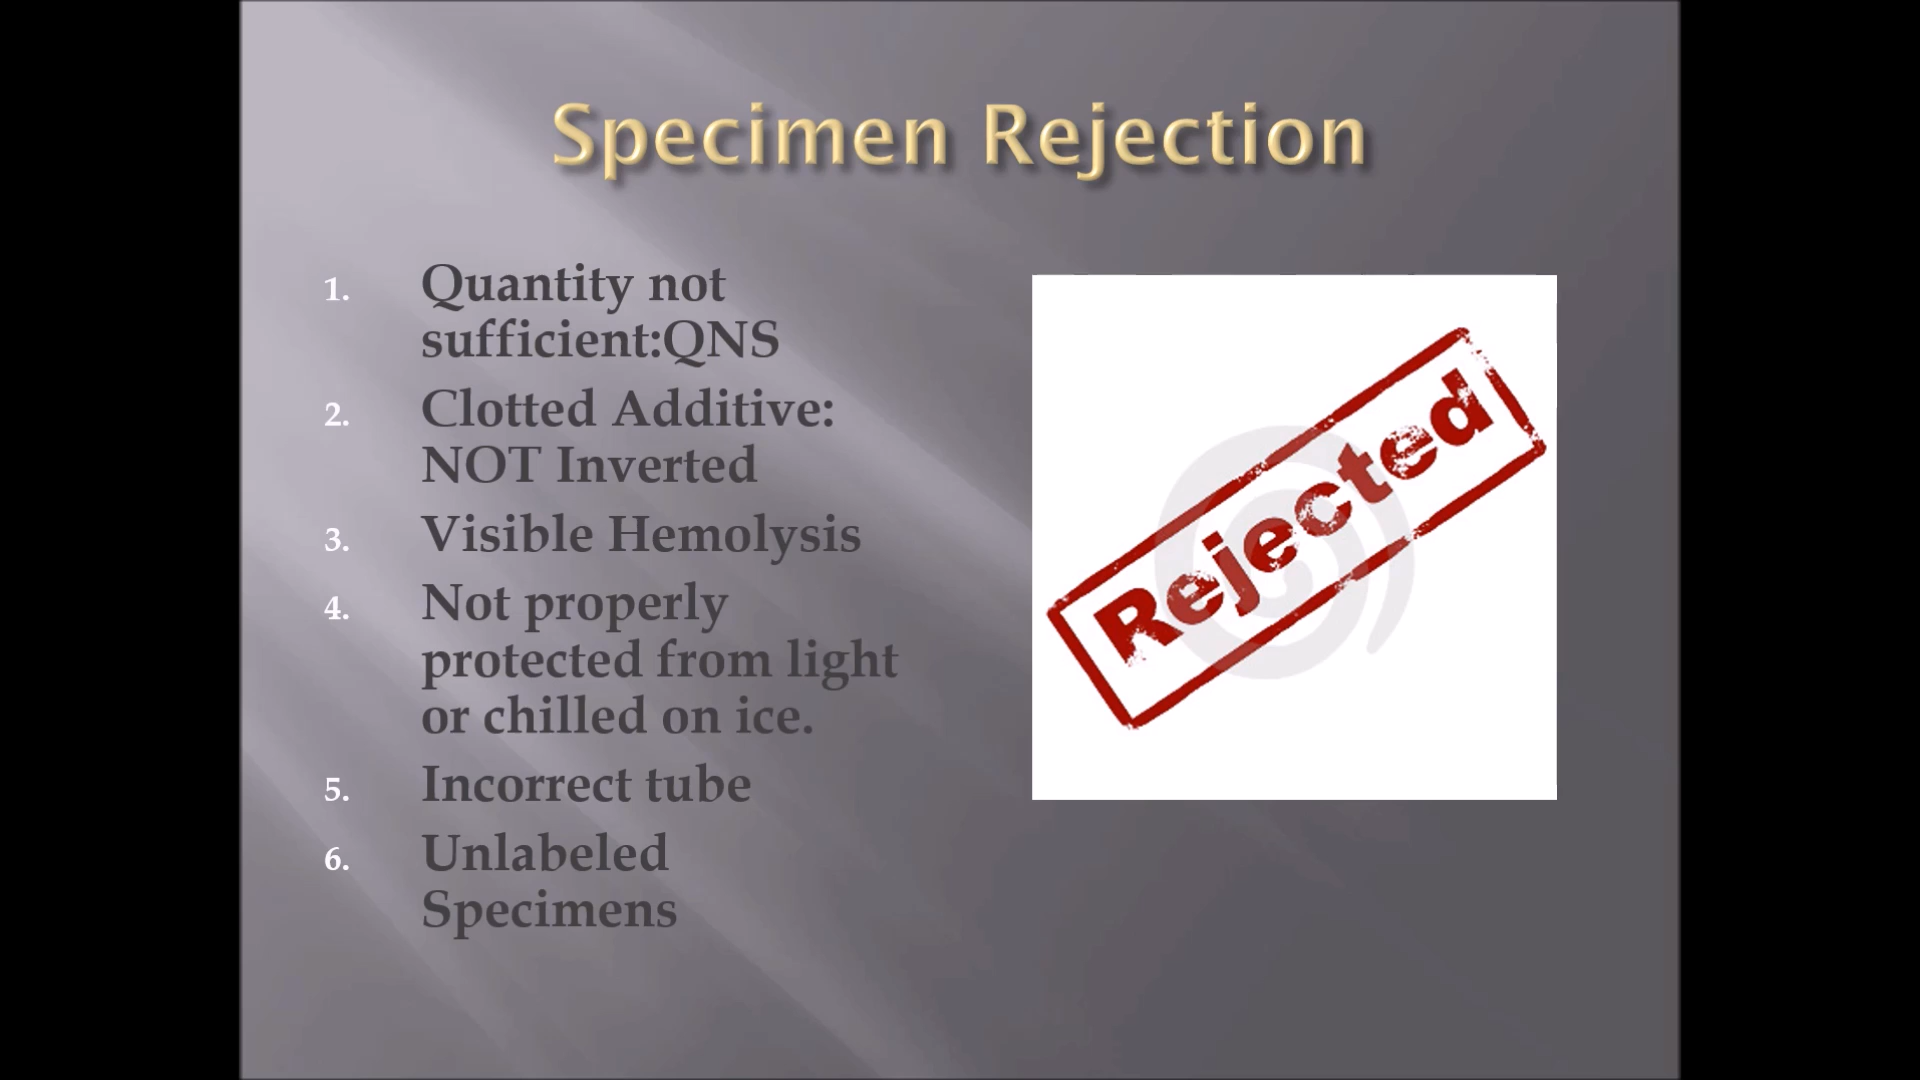 Specimen Rejection
1. Quantity not
sufficient:QNS
2. Clotted Additive:
NOT Inverted
3. Visible Hemolysis
4. Not properly
protected from light
or chilled on ice.
5. Incorrect tube
6. Unlabeled
Specimens
Rejected